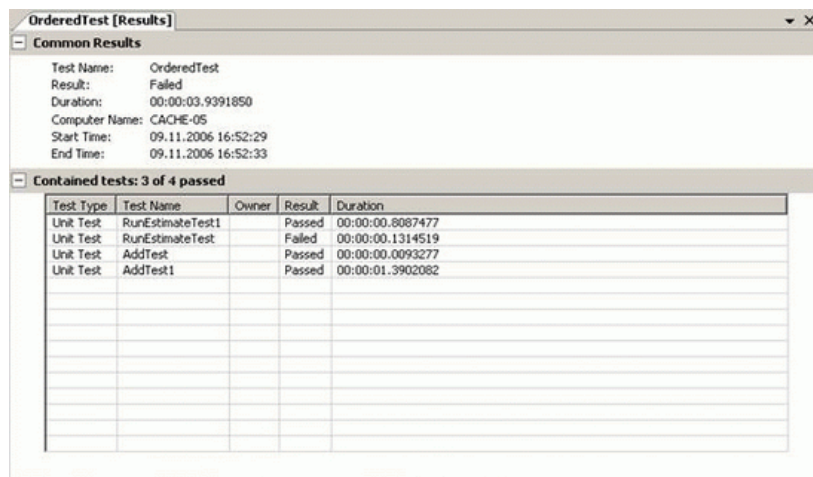 OrderedTest [Results]
Common Results
Test Name: OrderedTest
Result: Failed
Duration: 00:00:03.9391850
Computer Name: CACHE-05
Start Time: 09.11.2006 16:52:29
End Time: 09.11.2006 16:52:33
Contained tests: 3 of 4 passed
Test Type Test Name Owner Result Duration
Unit Test RunEstimateTest1 Passed 00:00:00.8087477
Unit Test RunEstimateTest Failed 00:00:00.1314519
Unit Test AddTest Passed 00:00:00.0093277
Unit Test AddTest1 Passed 00:00:01.3902082